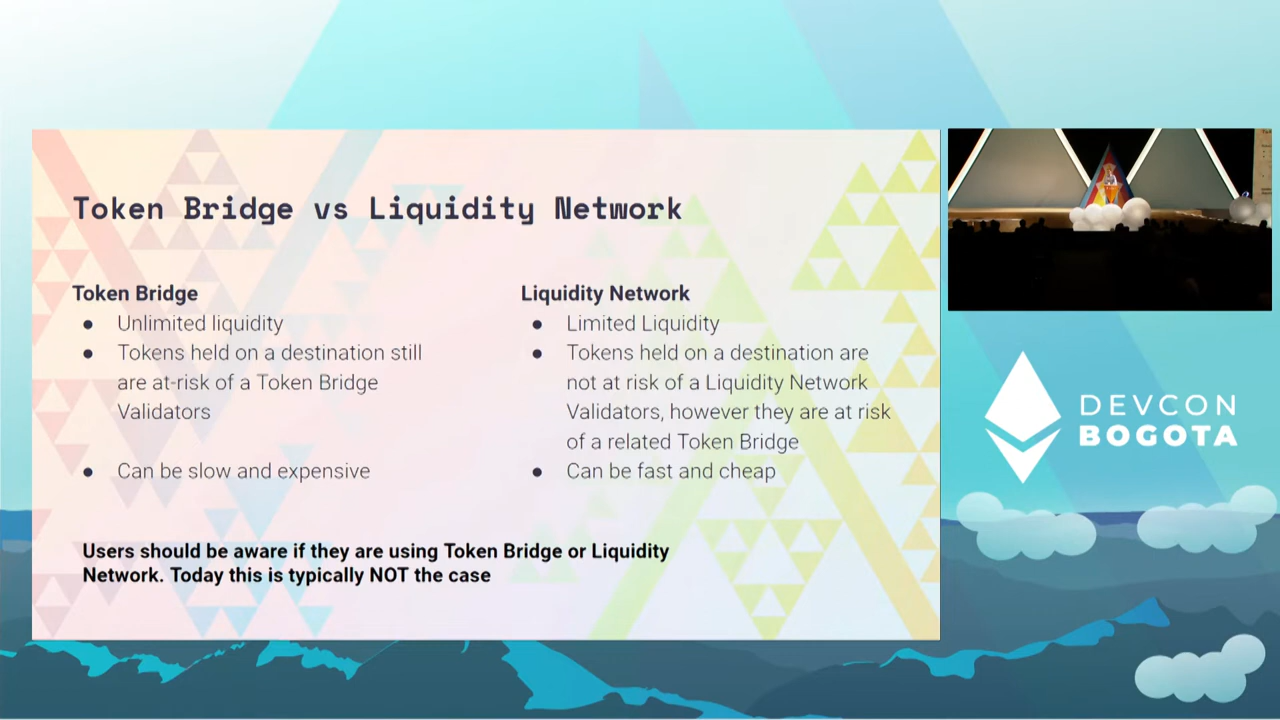 Token Bridge vs Liquidity Network
Token Bridge
● Unlimited liquidity
● Tokens held on a destination still
are at-risk of a Token Bridge
Validators
● Can be slow and expensive
Liquidity Network
● Limited Liquidity
● Tokens held on a destination are
not at risk of a Liquidity Network
Validators, however they are at risk
of a related Token Bridge
● Can be fast and cheap
Users should be aware if they are using Token Bridge or Liquidity
Network. Today this is typically NOT the case
DEVCON
BOGOTA